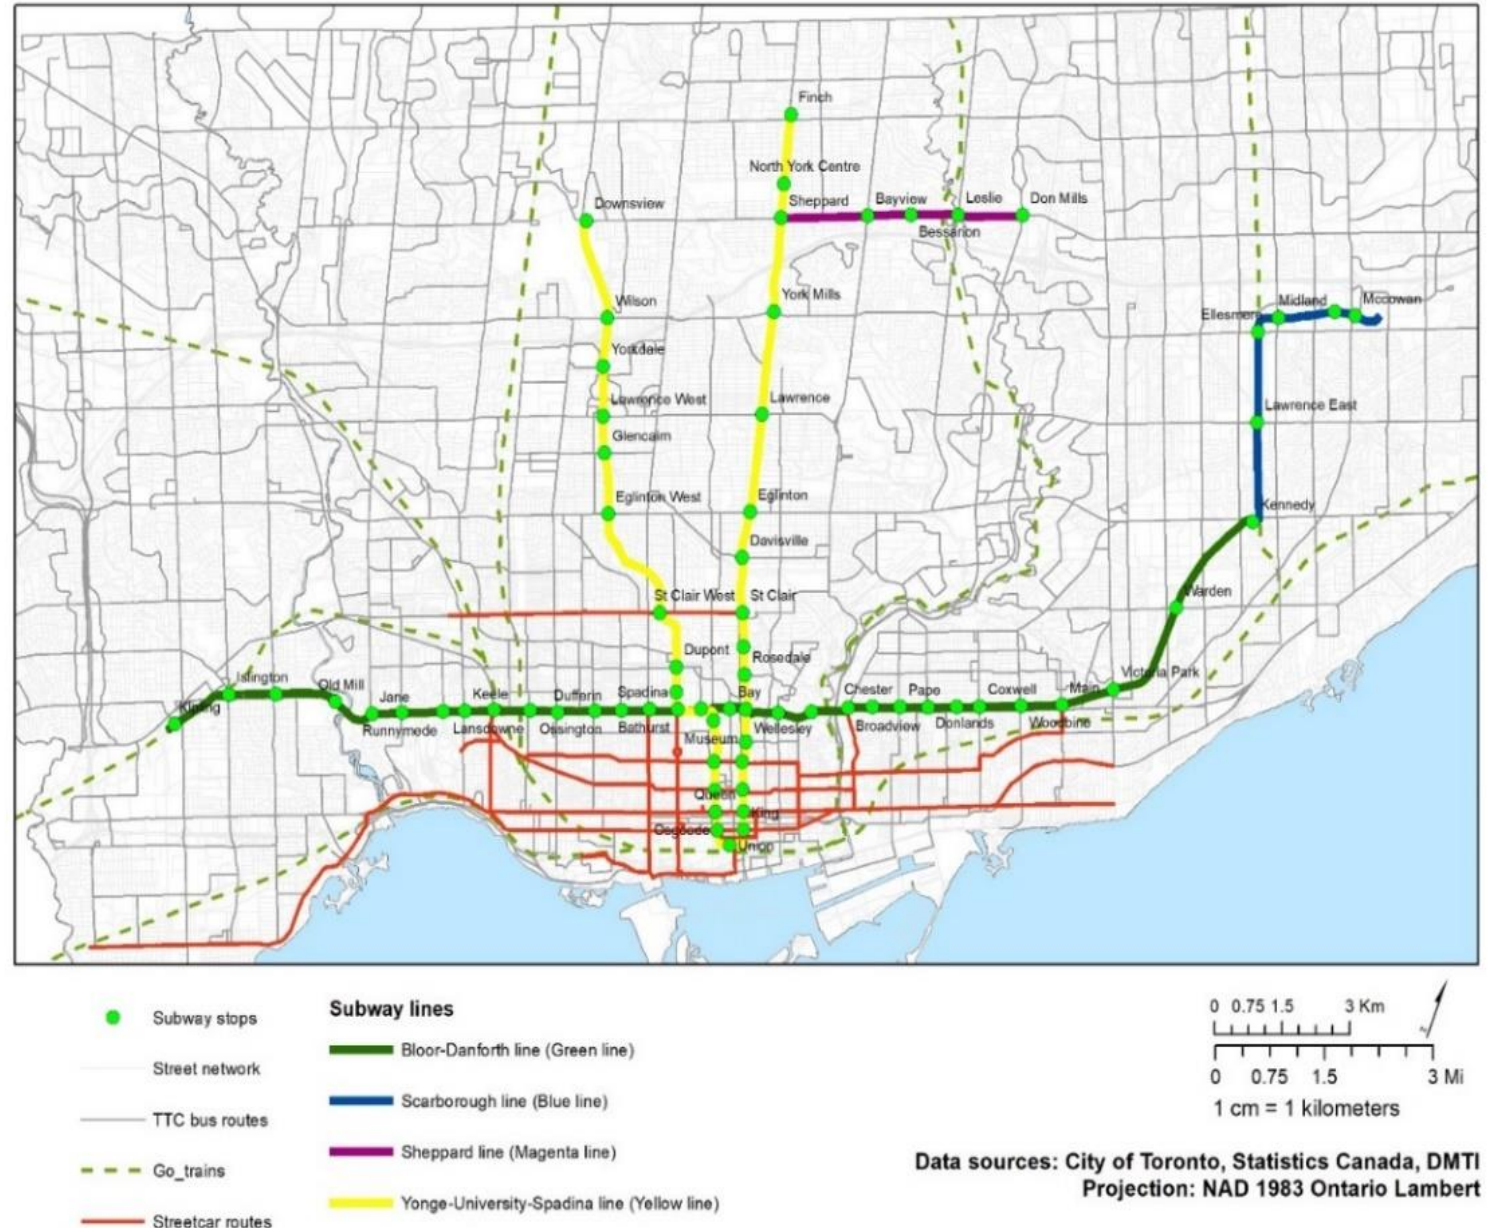 Finch
North York Centre
Downsview
Sheppard
Bayview
Leslie
Don Mills
Bessarion
Wilson
York Mills
Ellesmere
Midland
Mccowan
Yorkdale
Lawrence West
Lawrence
Lawrence East
Glencairn
Eglinton West
Eglinton
Kennedy
Davisville
St Clair West
St Clair
Warden
Dupont
Rosedale
Kipling
Islington
Old Mill
Jane
Keele
Dufferin
Spadina
Bay
Chester
Pape
Coxwell
Main
Victoria Park
Runnymede
Lansdowne
Ossington
Bathurst
Museum
Wellesley
Broadview
Donlands
Woodbine
Queen
King
Osgoode
Union
Subway stops
Street network
TTC bus routes
Go_trains
Streetcar routes
Subway lines
Bloor-Danforth line (Green line)
Scarborough line (Blue line)
Sheppard line (Magenta line)
Yonge-University-Spadina line (Yellow line)
0 0.75 1.5 3 Km
0 0.75 1.5 3 Mi
1 cm = 1 kilometers
Data sources: City of Toronto, Statistics Canada, DMTI
Projection: NAD 1983 Ontario Lambert